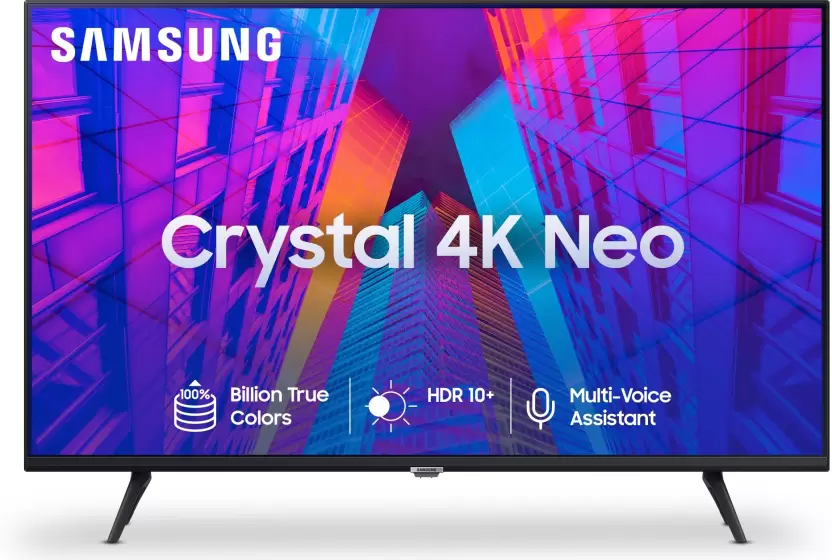 SAMSUNG
Crystal 4K Neo
100%
Billion True
Colors
HDR 10+
Multi-Voice
Assistant
SAMSUNG